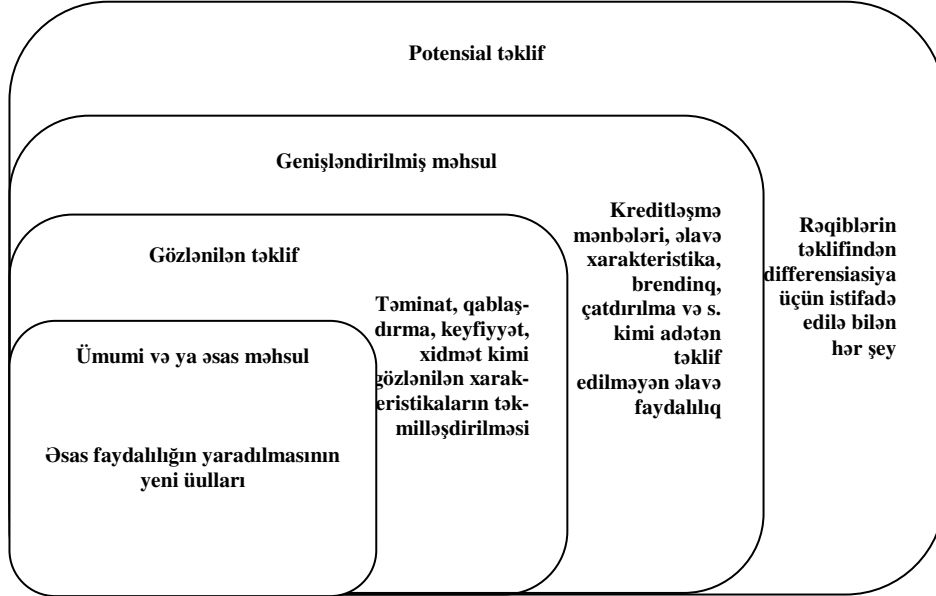 Potensial təklif
Genişləndirilmiş məhsul
Kreditləşmə
mənbələri, əlavə
xarakteristika,
brendinq,
çatdırılma və s.
kimi adətən
təklif
edilməyən əlavə
faydalılıq
Rəqiblərin
təklifindən
differensiasiya
üçün istifadə
edilə bilən
hər şey
Gözlənilən təklif
Təminat, qablaş-
dırma, keyfiyyət,
xidmət kimi
gözlənilən xarak-
eristikaların tək-
milləşdirilməsi
Ümumi və ya əsas məhsul
Əsas faydalılığın yaradılmasının
yeni üulları